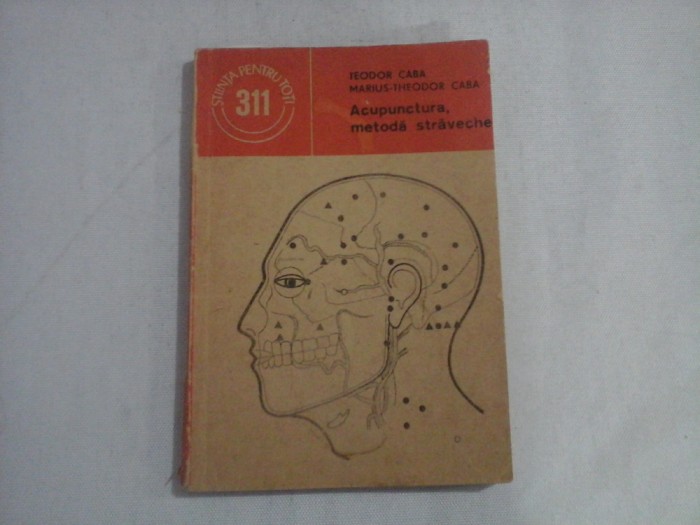 ȘTIINȚA PENTRU TOȚI
311
TEODOR CABA
MARIUS-THEODOR CABA
Acupunctura,
metodă străveche